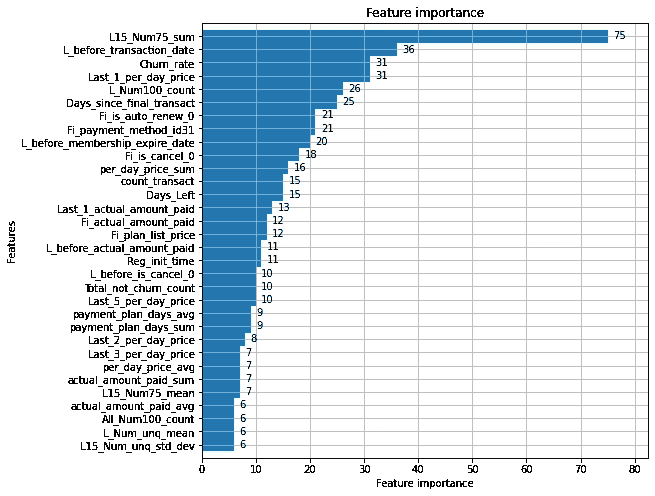 Feature importance
L15_Num75_sum 75
L_before_transaction_date 36
Churn_rate 31
Last_1_per_day_price 31
L_Num100_count 26
Days_since_final_transact 25
Fi_is_auto_renew_0 21
Fi_payment_method_id31 21
L_before_membership_expire_date 20
Fi_is_cancel_0 18
per_day_price_sum 16
count_transact 15
Days_Left 15
Last_1_actual_amount_paid 13
Fi_actual_amount_paid 12
Fi_plan_list_price 12
L_before_actual_amount_paid 11
Reg_init_time 11
L_before_is_cancel_0 10
Total_not_churn_count 10
Last_5_per_day_price 10
payment_plan_days_avg 9
payment_plan_days_sum 9
Last_2_per_day_price 8
Last_3_per_day_price 7
per_day_price_avg 7
actual_amount_paid_sum 7
L15_Num75_mean 7
actual_amount_paid_avg 6
All_Num100_count 6
L_Num_unq_mean 6
L15_Num_unq_std_dev 6
Features
0 10 20 30 40 50 60 70 80
Feature importance